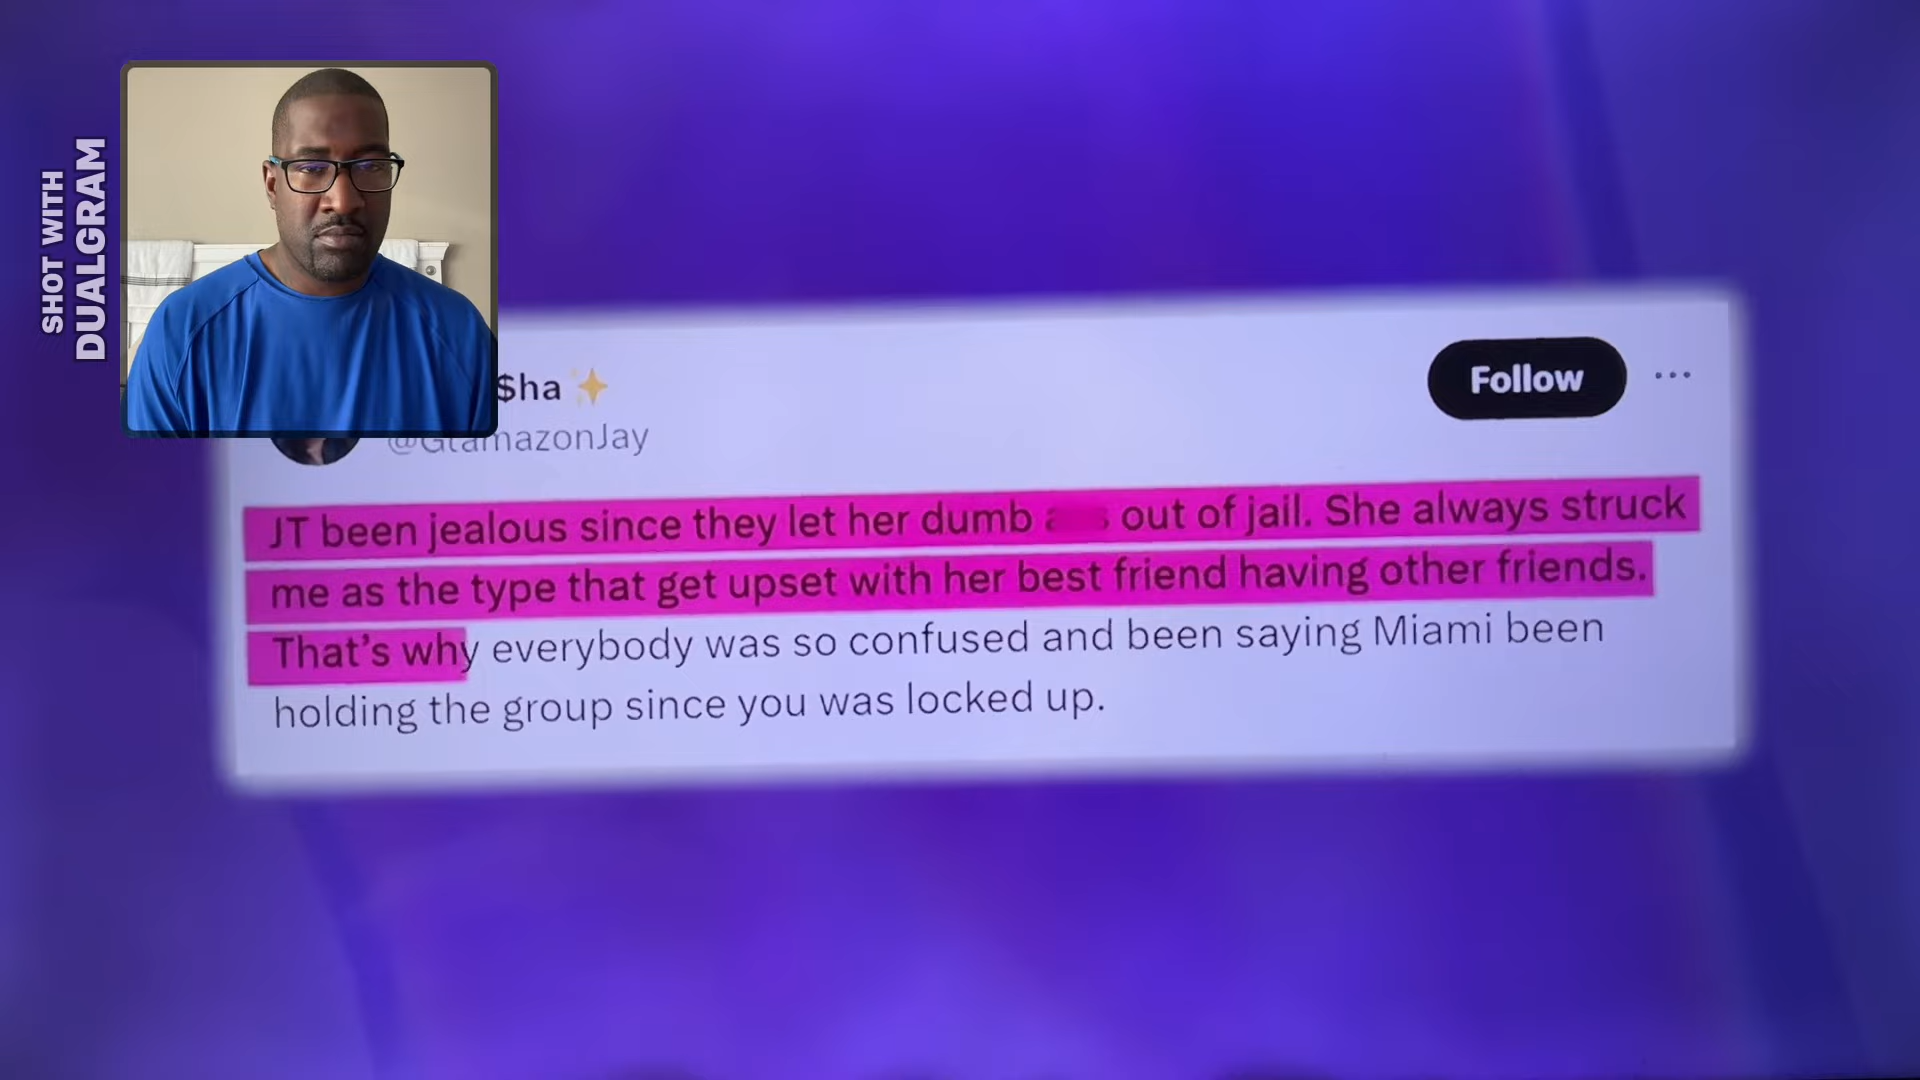 SHOT WITH
DUALGRAM
$ha
@GlamazonJay
Follow
JT been jealous since they let her dumb out of jail. She always struck
me as the type that get upset with her best friend having other friends.
That's why everybody was so confused and been saying Miami been
holding the group since you was locked up.